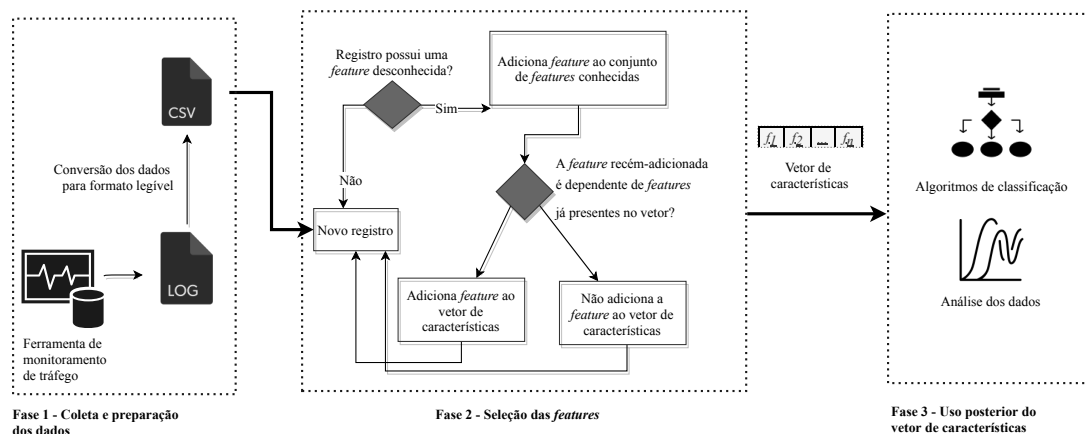 CSV
Conversão dos dados
para formato legível
LOG
Ferramenta de
monitoramento
de tráfego
Fase 1 - Coleta e preparação
dos dados
Registro possui uma
feature desconhecida?
Sim
Não
Adiciona feature ao conjunto
de features conhecidas
A feature recém-adicionada
é dependente de features
já presentes no vetor?
Novo registro
Adiciona feature ao
vetor de
características
Não adiciona a
feature ao vetor de
características
Fase 2 - Seleção das features
f1 f2 ... fn
Vetor de
características
Algoritmos de classificação
Análise dos dados
Fase 3 - Uso posterior do
vetor de características